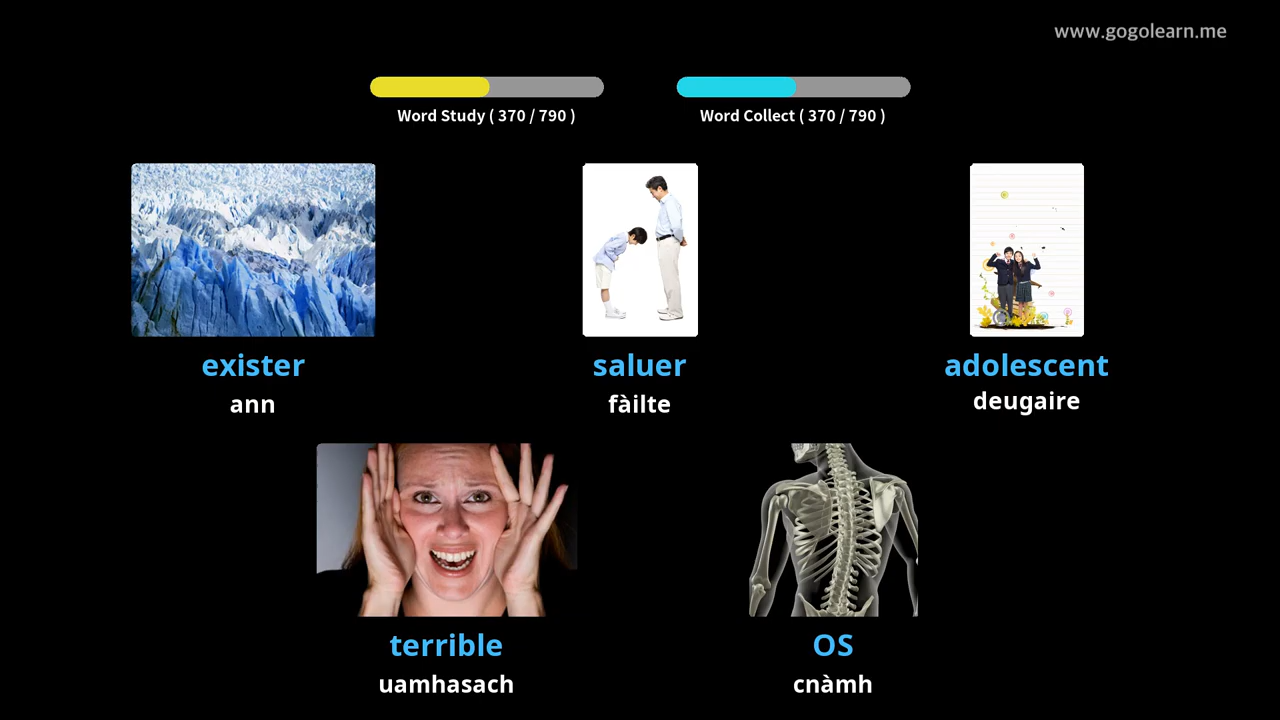 www.gogolearn.me
Word Study ( 370 / 790 )
Word Collect ( 370 / 790 )
exister
ann
saluer
fàilte
adolescent
deugaire
terrible
uamhasach
OS
cnàmh